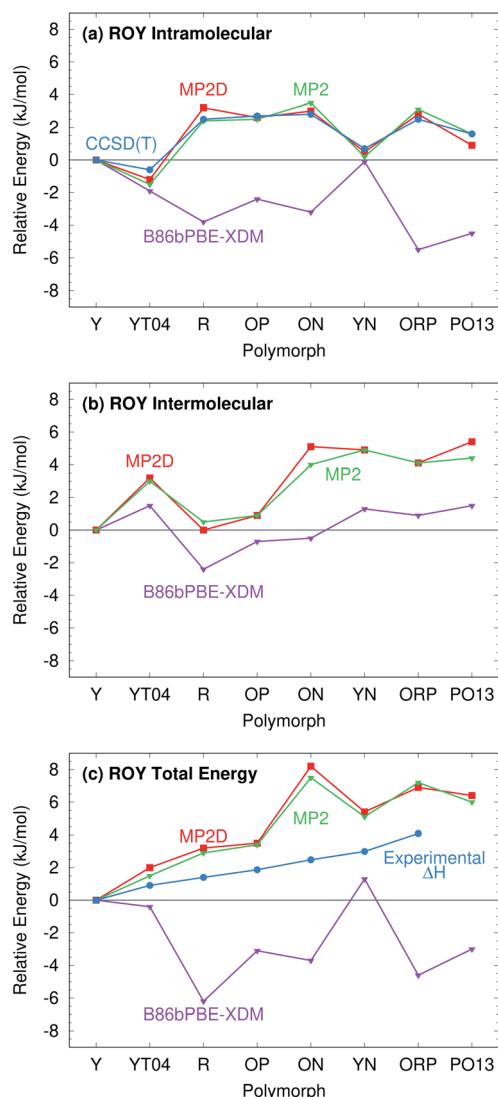 (a) ROY Intramolecular
MP2D
MP2
CCSD(T)
B86bPBE-XDM
Relative Energy (kJ/mol)
8
6
4
2
0
-2
-4
-6
-8
Y YT04 R OP ON YN ORP PO13
Polymorph
(b) ROY Intermolecular
MP2D
MP2
B86bPBE-XDM
Relative Energy (kJ/mol)
8
6
4
2
0
-2
-4
-6
-8
Y YT04 R OP ON YN ORP PO13
Polymorph
(c) ROY Total Energy
MP2D
MP2
Experimental
ΔH
B86bPBE-XDM
Relative Energy (kJ/mol)
8
6
4
2
0
-2
-4
-6
-8
Y YT04 R OP ON YN ORP PO13
Polymorph